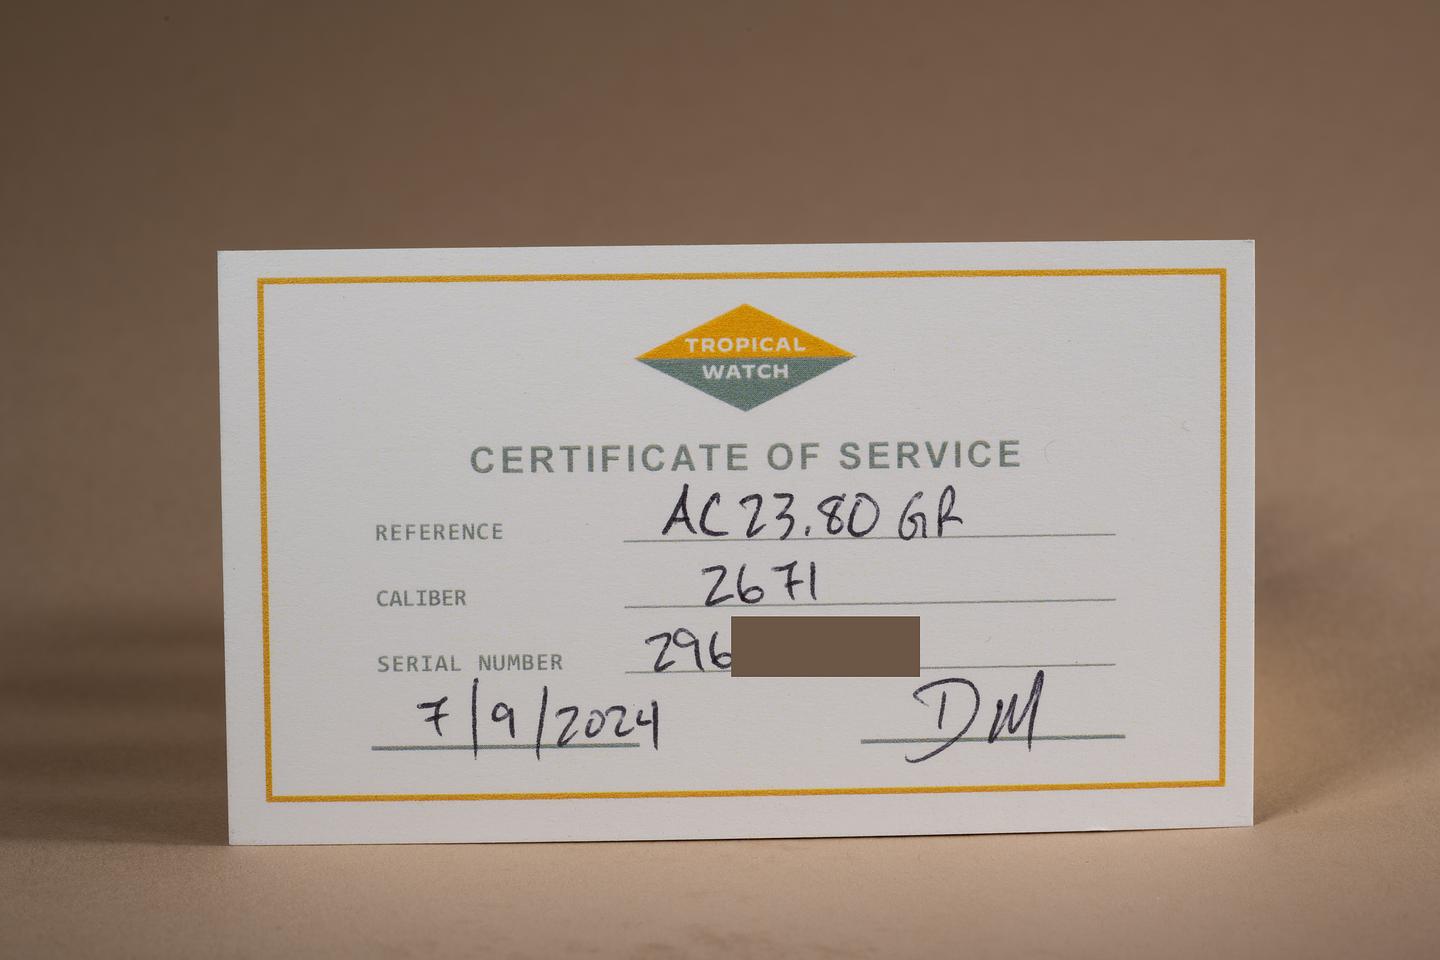 TROPICAL
WATCH
CERTIFICATE OF SERVICE
REFERENCE AC23.80 GR
CALIBER 2671
SERIAL NUMBER 296
7/9/2024 DM